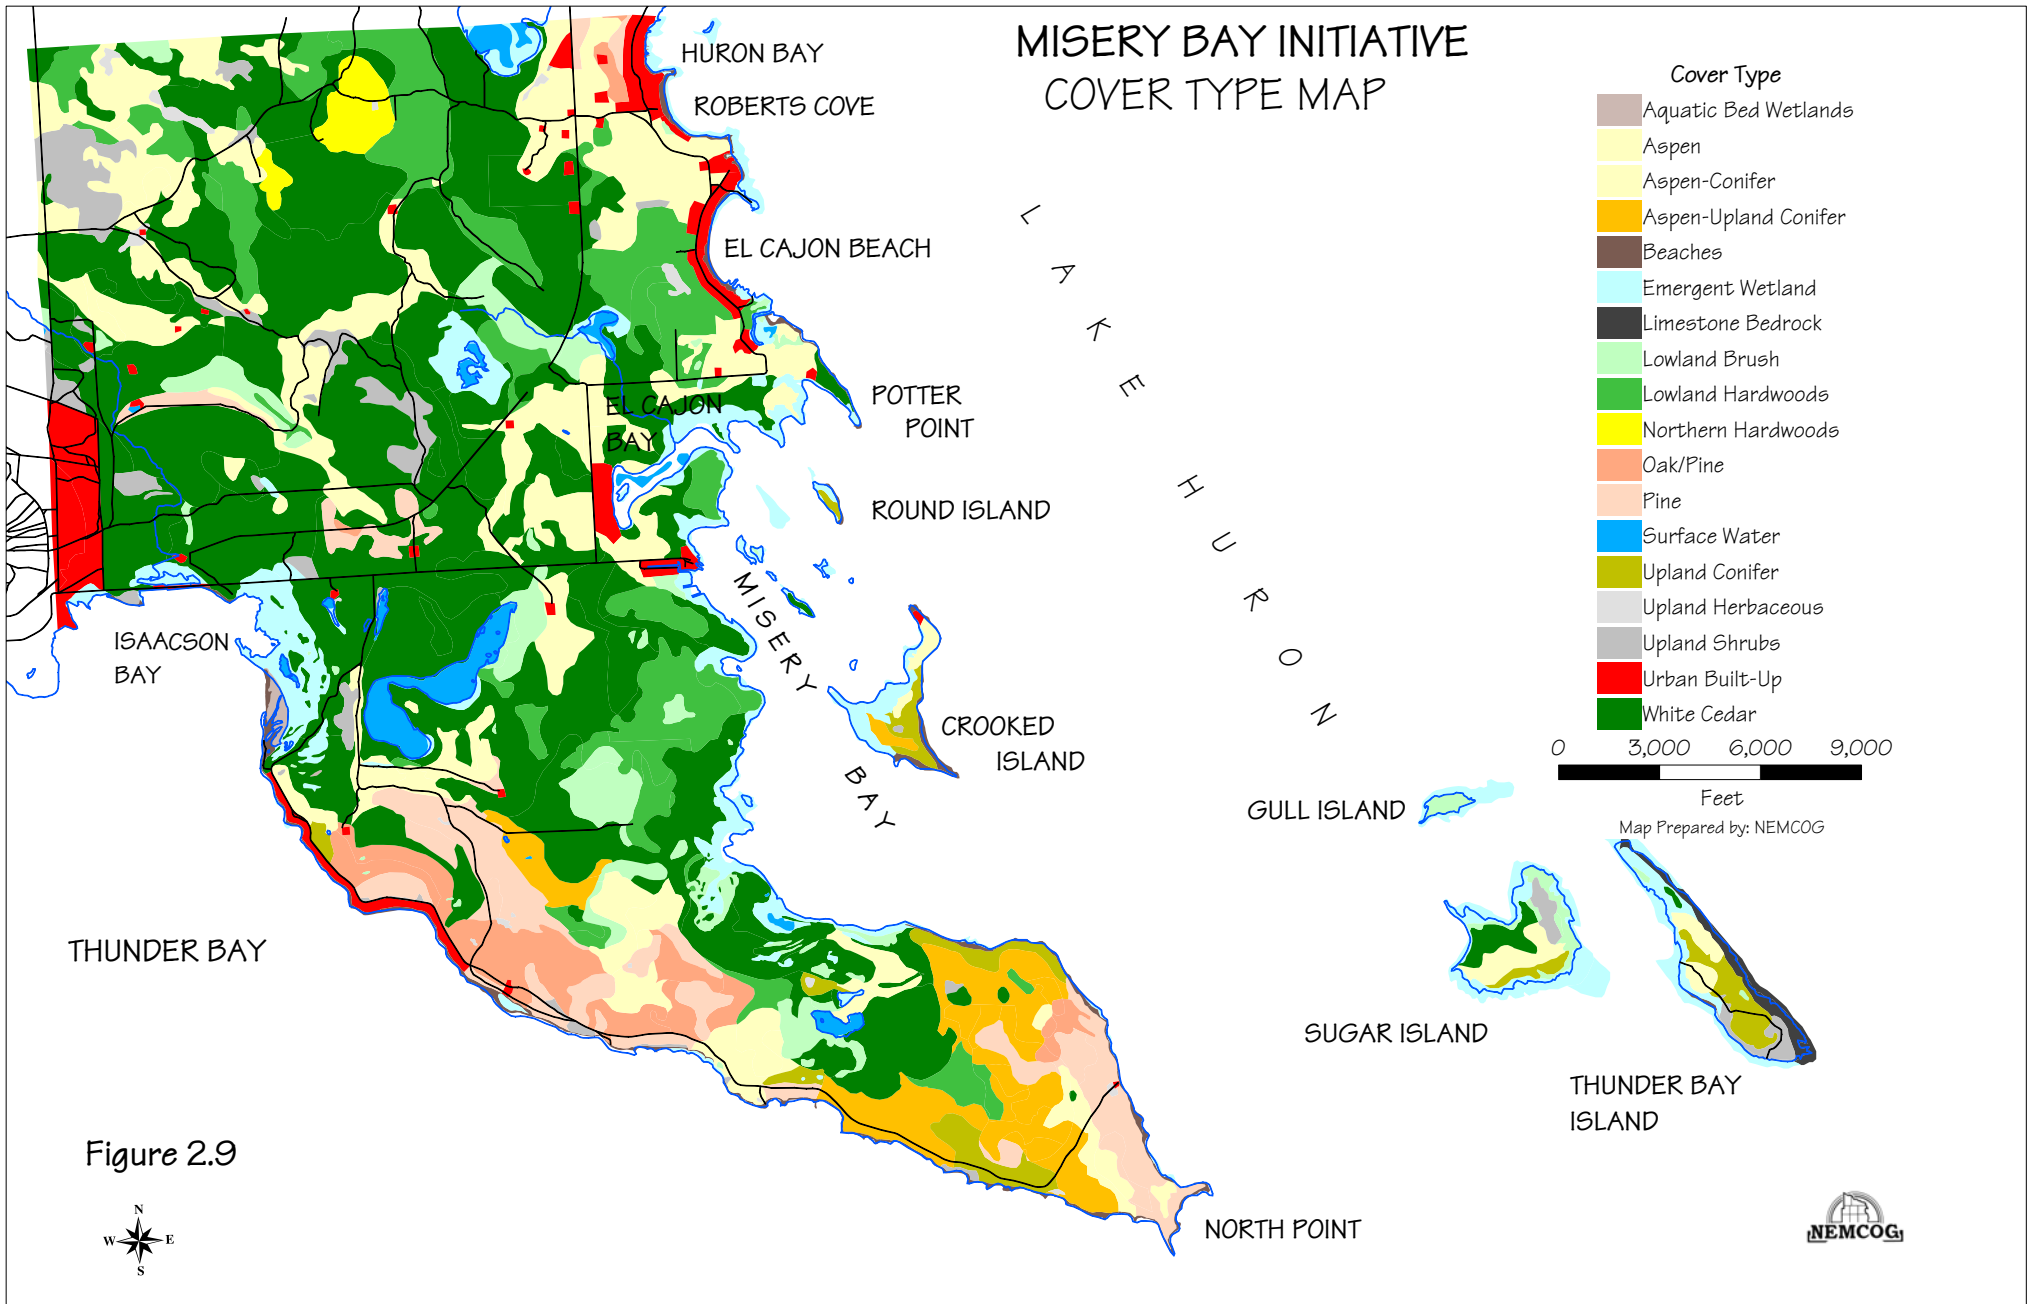 MISERY BAY INITIATIVE
COVER TYPE MAP
HURON BAY
ROBERTS COVE
EL CAJON BEACH
POTTER
POINT
EL CAJON
BAY
ROUND ISLAND
MISERY
BAY
CROOKED
ISLAND
LAKE HURON
ISAACSON
BAY
THUNDER BAY
GULL ISLAND
SUGAR ISLAND
THUNDER BAY
ISLAND
NORTH POINT
Cover Type
Aquatic Bed Wetlands
Aspen
Aspen-Conifer
Aspen-Upland Conifer
Beaches
Emergent Wetland
Limestone Bedrock
Lowland Brush
Lowland Hardwoods
Northern Hardwoods
Oak/Pine
Pine
Surface Water
Upland Conifer
Upland Herbaceous
Upland Shrubs
Urban Built-Up
White Cedar
0 3,000 6,000 9,000
Feet
Map Prepared by: NEMCOG
Figure 2.9
N
W E
S
NEMCOG